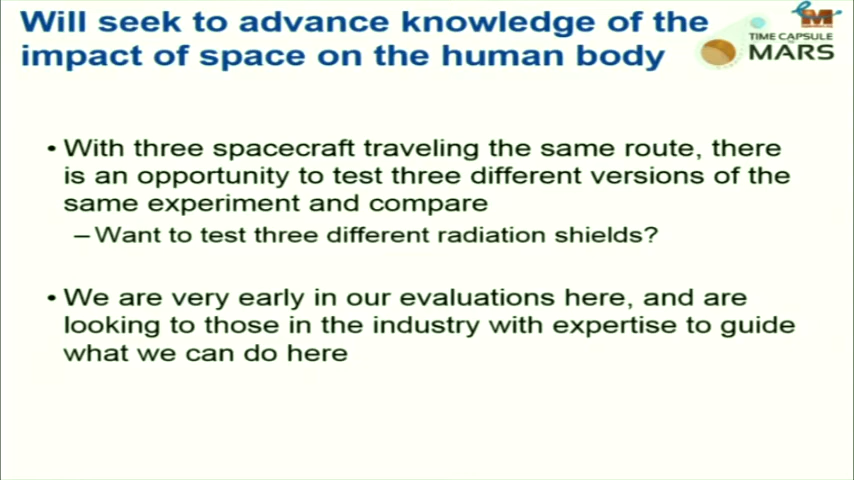 Will seek to advance knowledge of the
impact of space on the human body
TIME CAPSULE
MARS
• With three spacecraft traveling the same route, there
is an opportunity to test three different versions of the
same experiment and compare
– Want to test three different radiation shields?
• We are very early in our evaluations here, and are
looking to those in the industry with expertise to guide
what we can do here